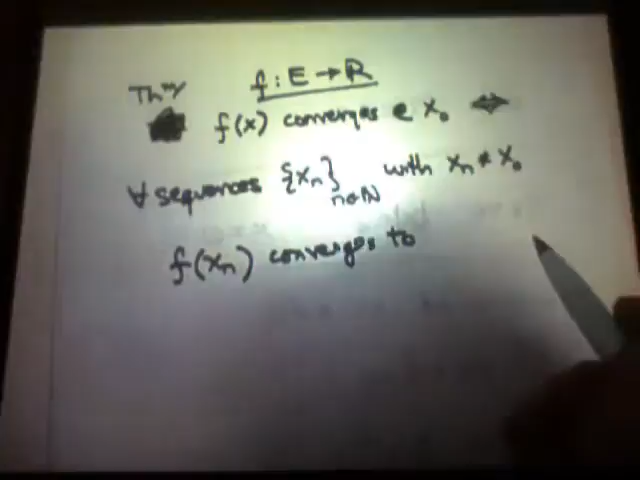 Thm f : E → R
f(x) converges @ x₀ ⇔
∀ sequences {xₙ}ₙ∈ℕ with xₙ ≠ x₀
f(xₙ) converges to